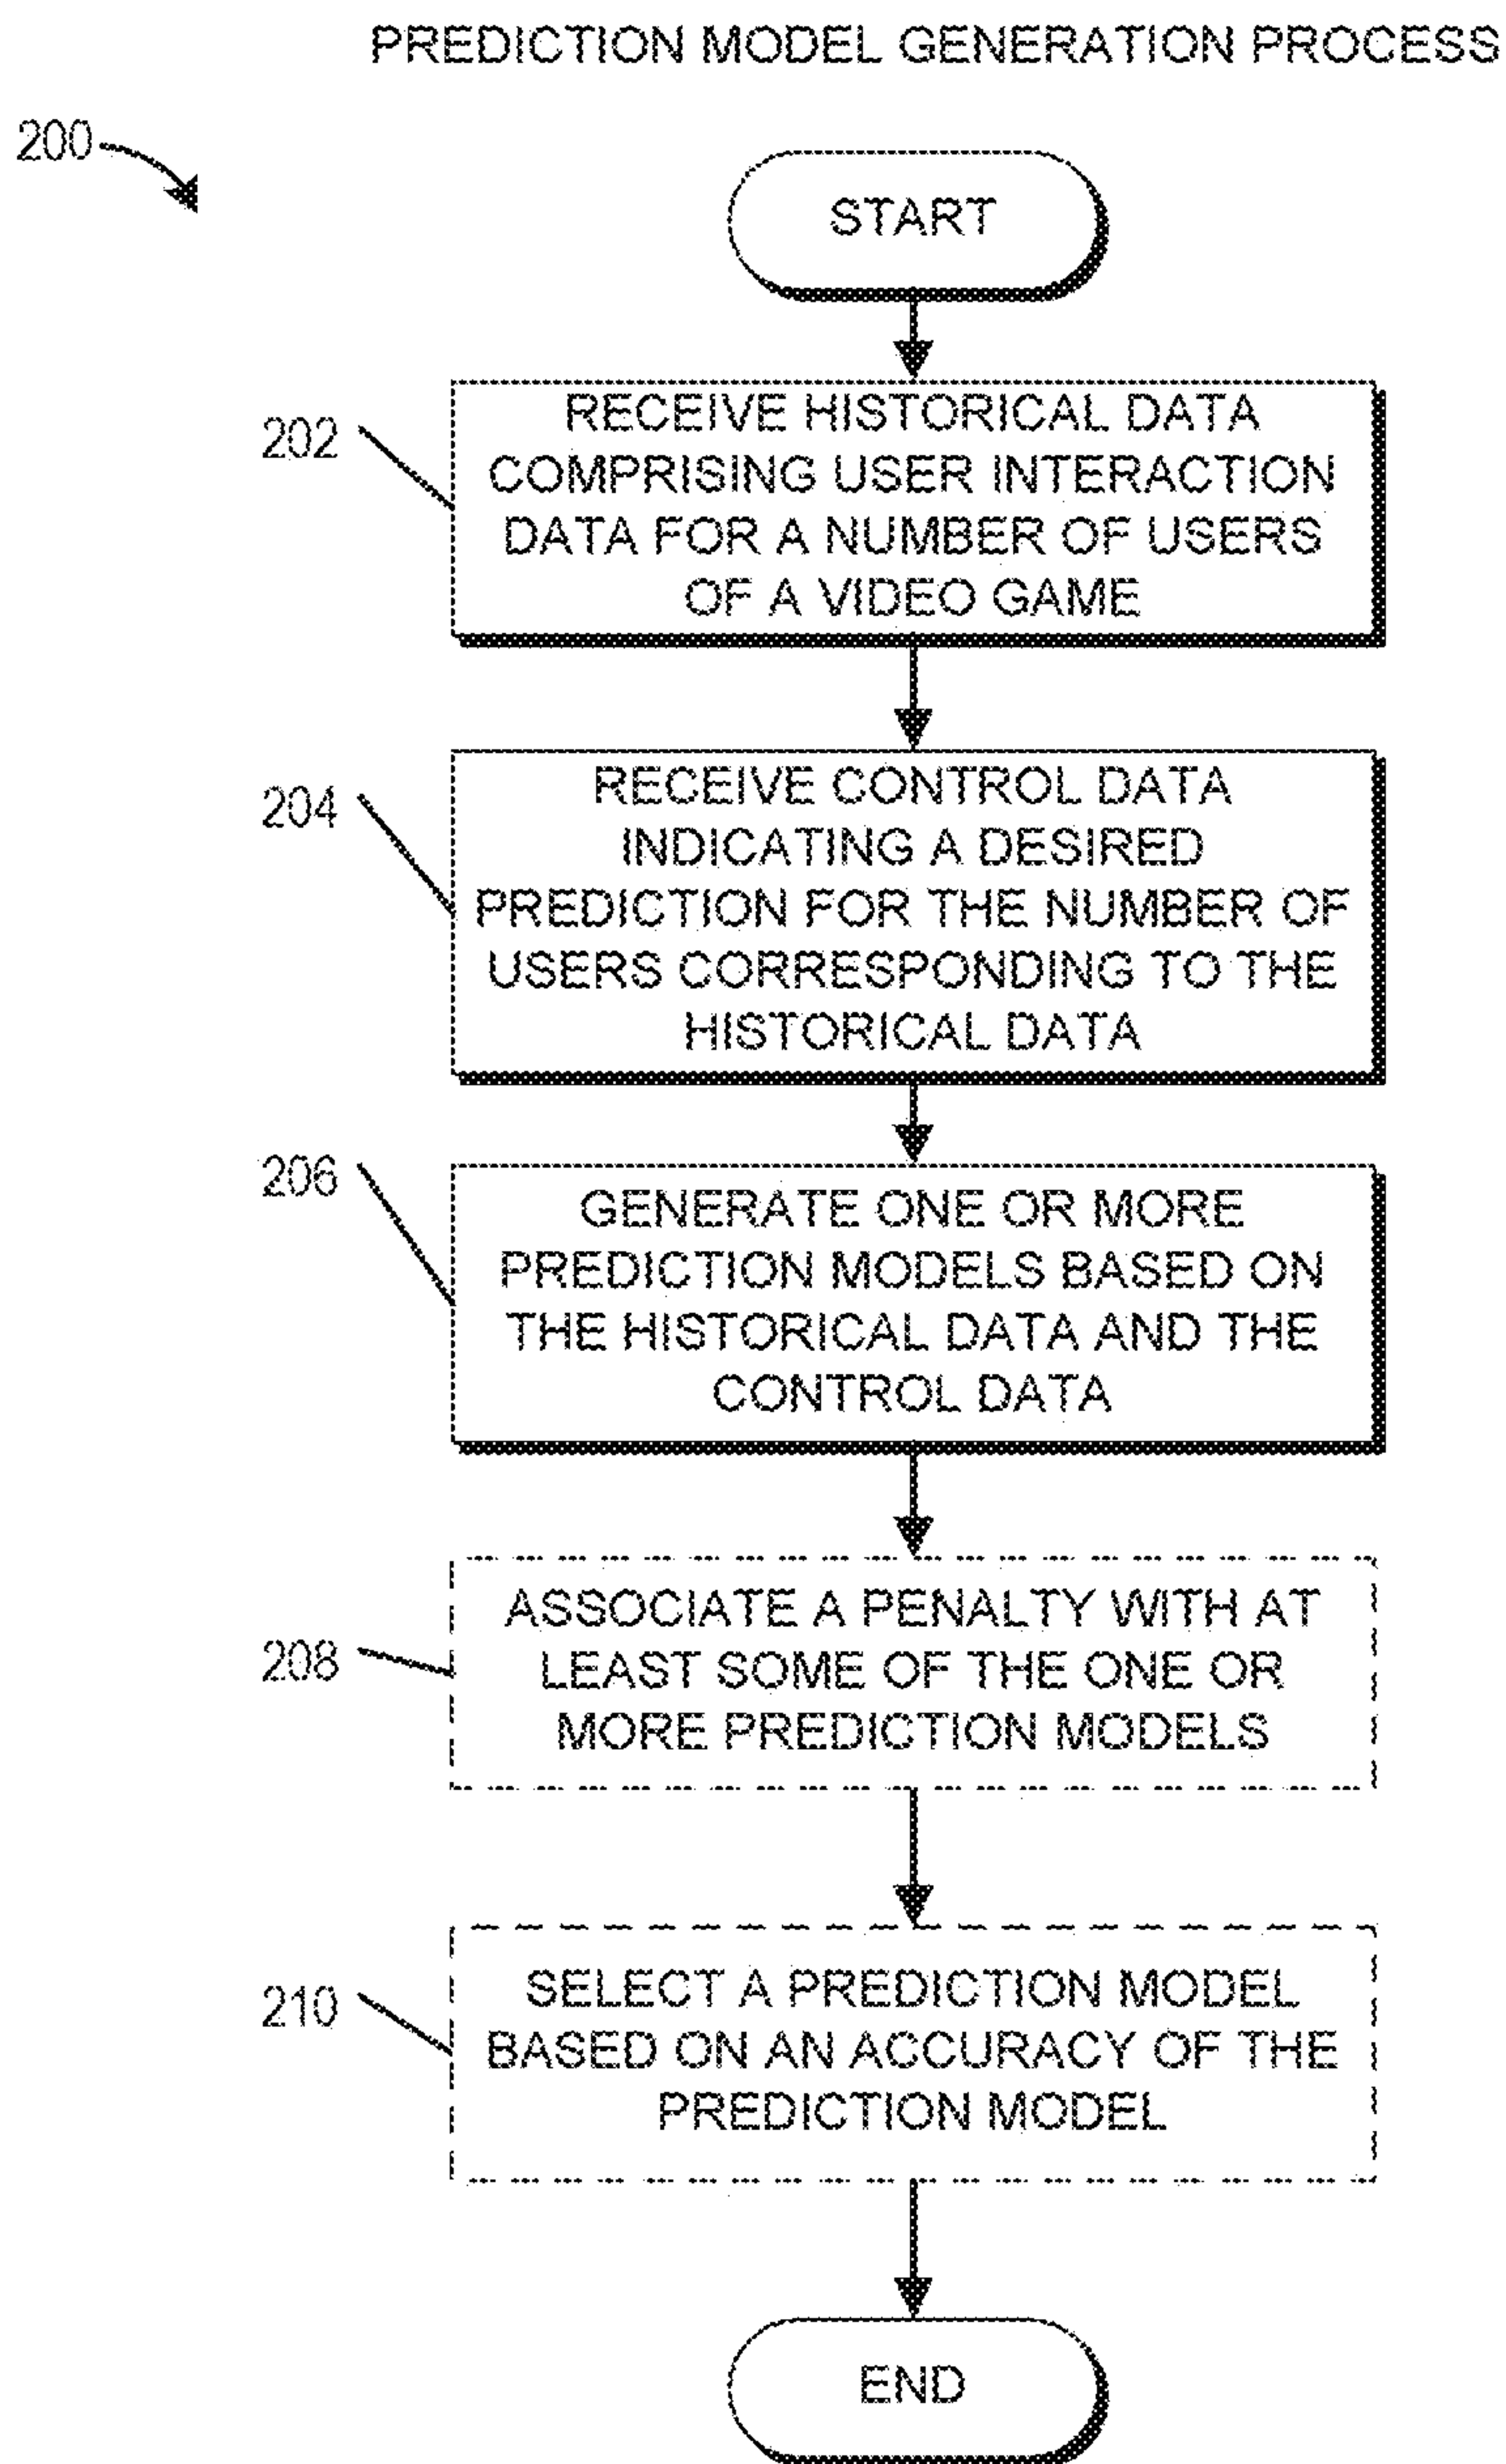 PREDICTION MODEL GENERATION PROCESS
200
START
202
RECEIVE HISTORICAL DATA
COMPRISING USER INTERACTION
DATA FOR A NUMBER OF USERS
OF A VIDEO GAME
204
RECEIVE CONTROL DATA
INDICATING A DESIRED
PREDICTION FOR THE NUMBER OF
USERS CORRESPONDING TO THE
HISTORICAL DATA
206
GENERATE ONE OR MORE
PREDICTION MODELS BASED ON
THE HISTORICAL DATA AND THE
CONTROL DATA
208
ASSOCIATE A PENALTY WITH AT
LEAST SOME OF THE ONE OR
MORE PREDICTION MODELS
210
SELECT A PREDICTION MODEL
BASED ON AN ACCURACY OF THE
PREDICTION MODEL
END